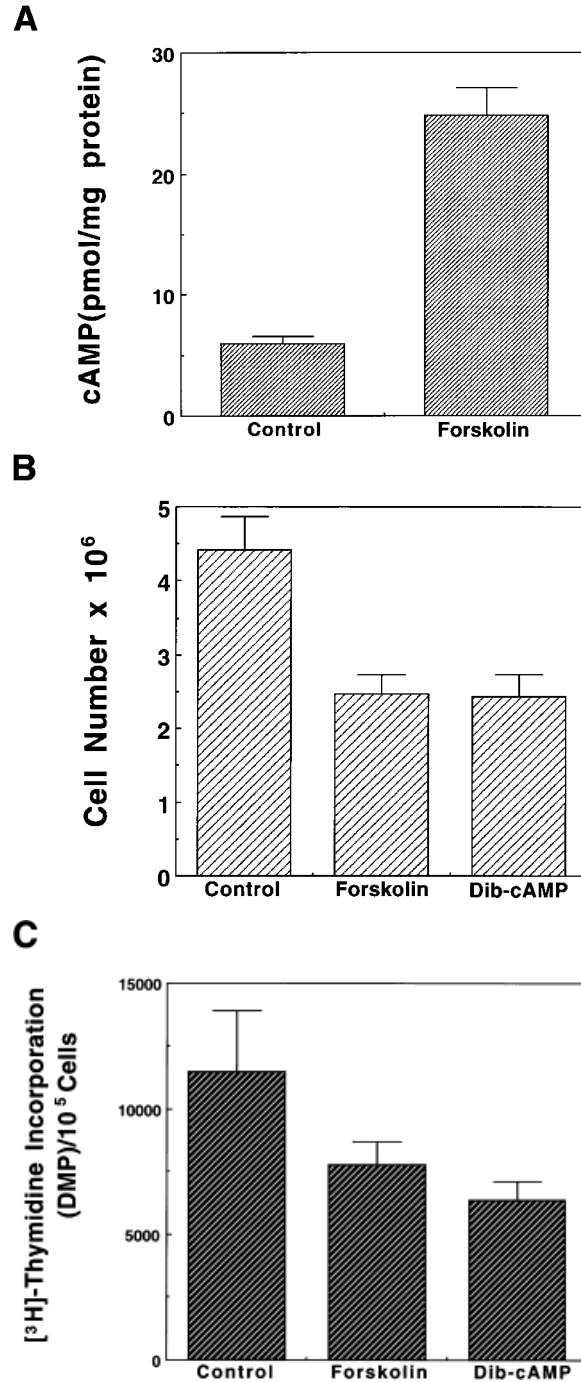 A
cAMP(pmol/mg protein)
30
20
10
0
Control
Forskolin
B
Cell Number x 10⁶
5
4
3
2
1
0
Control
Forskolin
Dib-cAMP
C
[³H]-Thymidine Incorporation
(DMP)/10⁵ Cells
15000
10000
5000
0
Control
Forskolin
Dib-cAMP